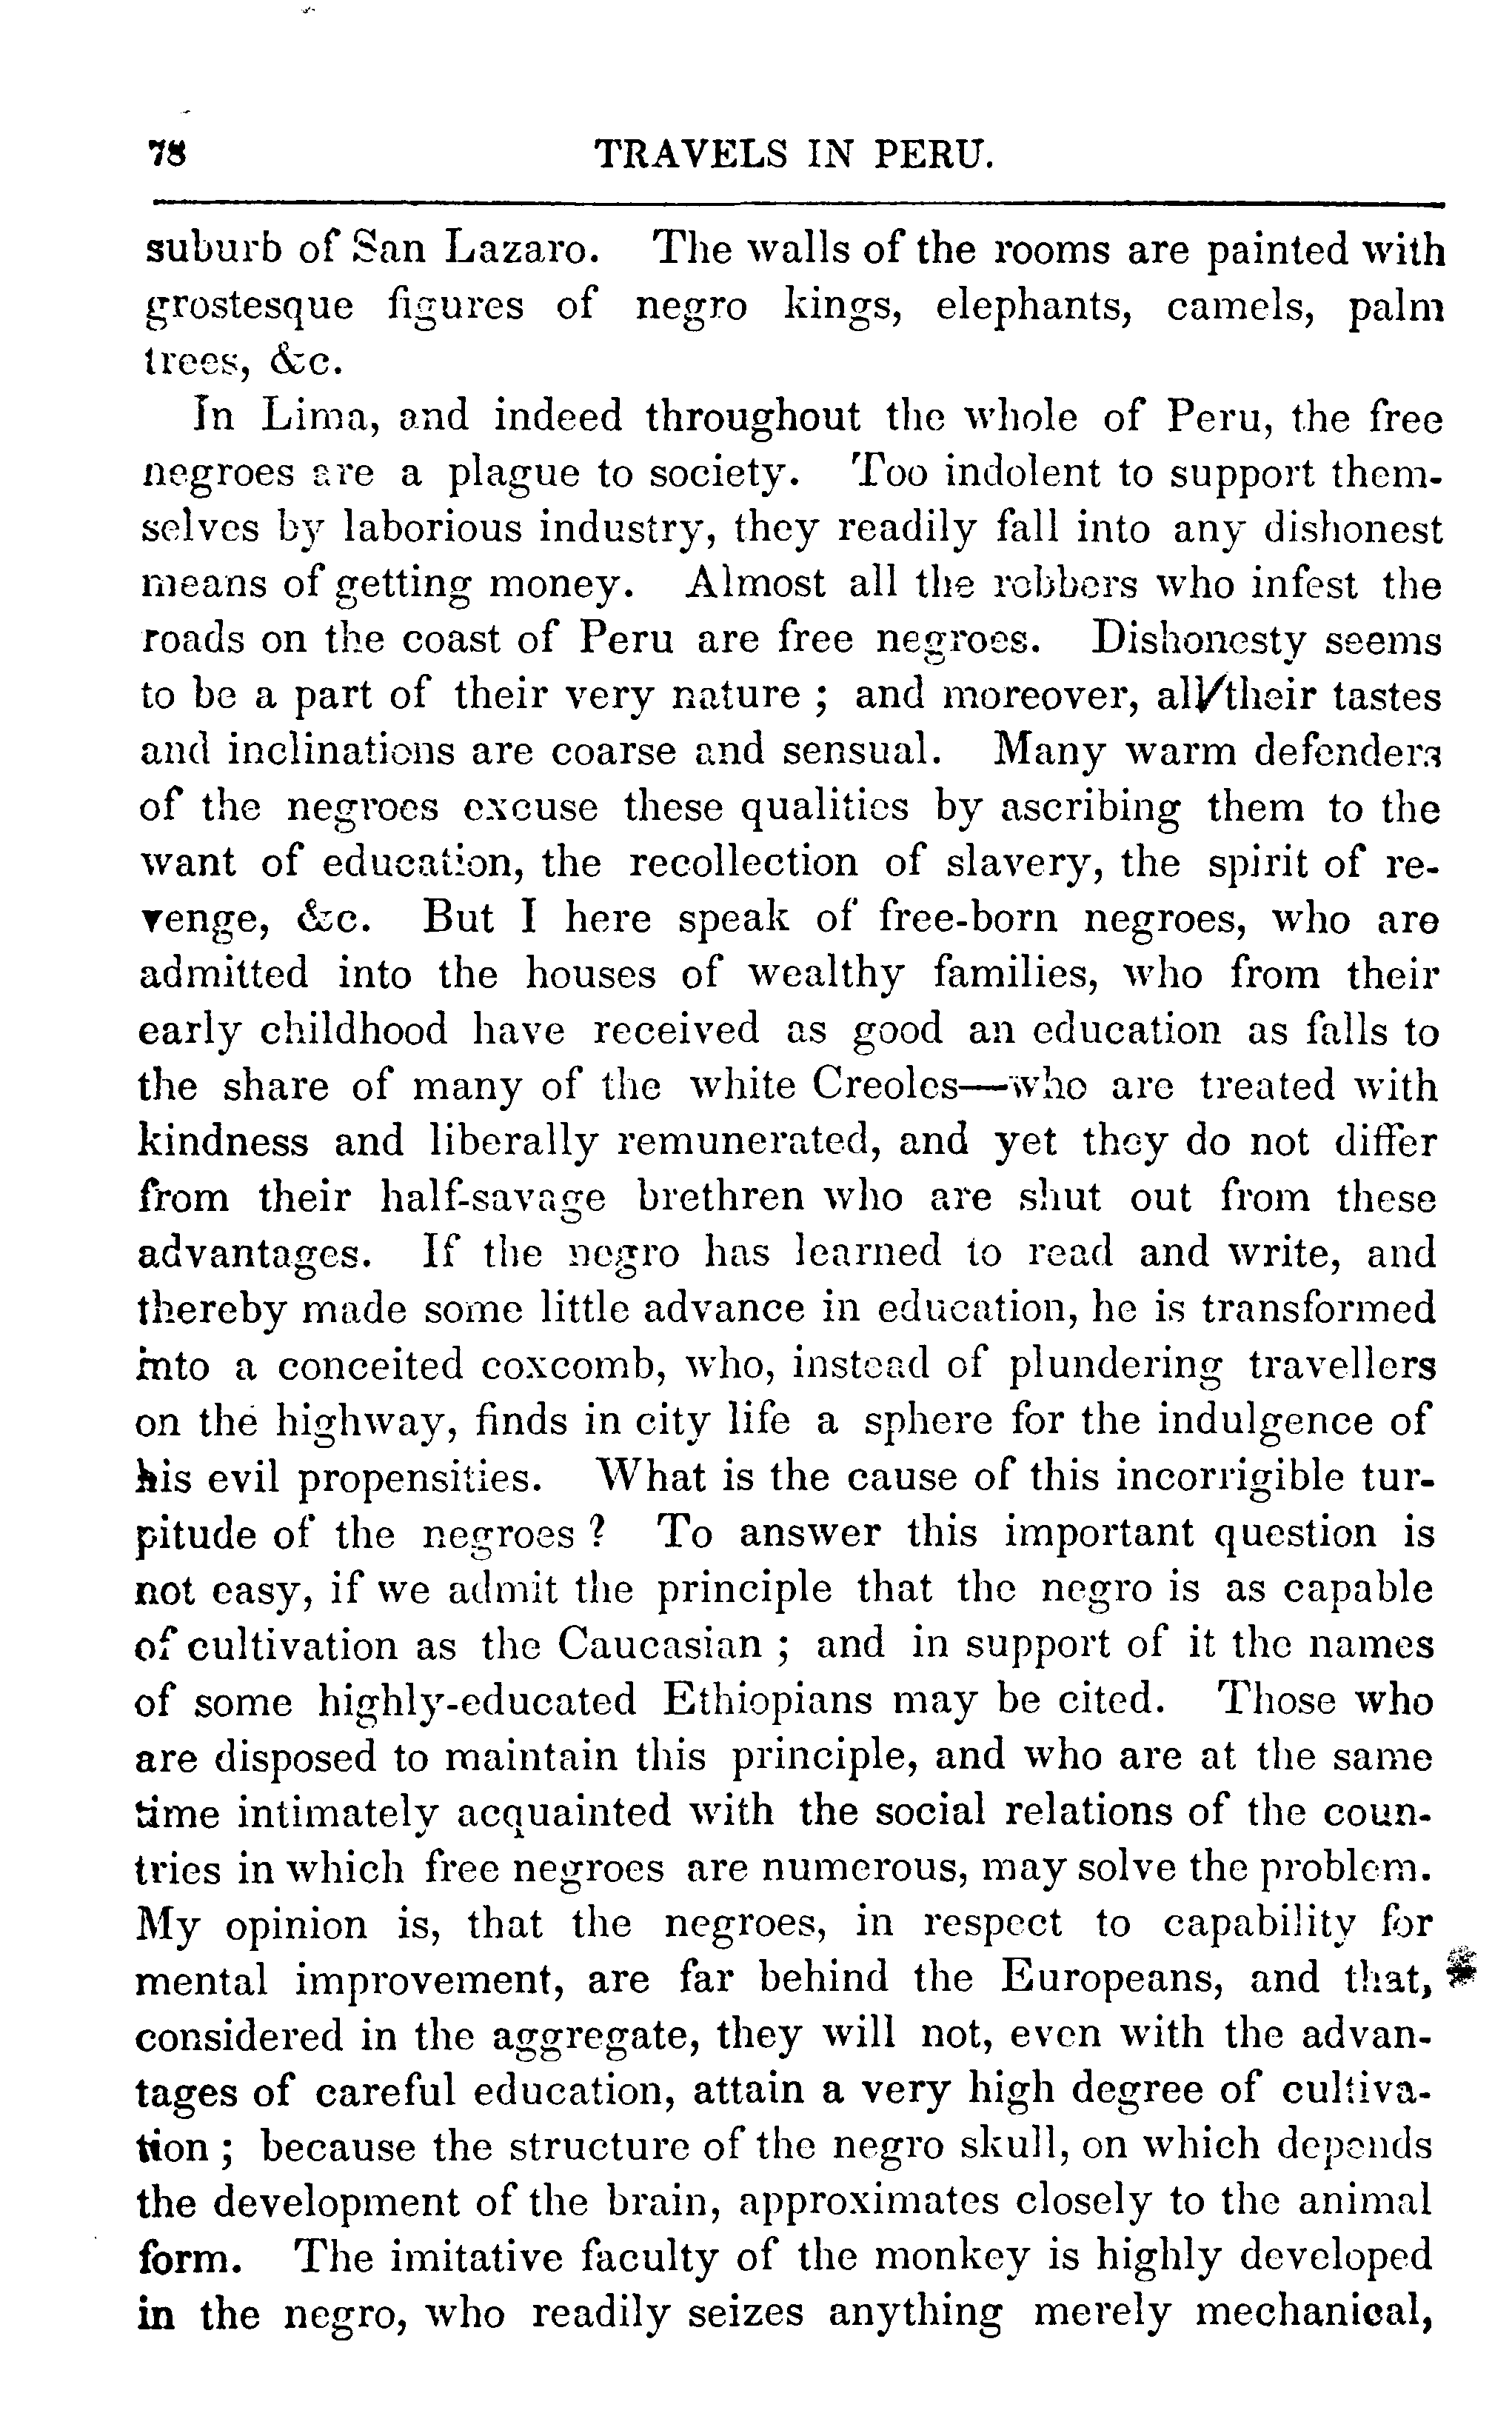 78 TRAVELS IN PERU.
suburb of San Lazaro. The walls of the rooms are painted with
grostesque figures of negro kings, elephants, camels, palm
trees, &c.
In Lima, and indeed throughout the whole of Peru, the free
negroes are a plague to society. Too indolent to support them-
selves by laborious industry, they readily fall into any dishonest
means of getting money. Almost all the robbers who infest the
roads on the coast of Peru are free negroes. Dishonesty seems
to be a part of their very nature ; and moreover, all their tastes
and inclinations are coarse and sensual. Many warm defenders
of the negroes excuse these qualities by ascribing them to the
want of education, the recollection of slavery, the spirit of re-
venge, &c. But I here speak of free-born negroes, who are
admitted into the houses of wealthy families, who from their
early childhood have received as good an education as falls to
the share of many of the white Creoles—who are treated with
kindness and liberally remunerated, and yet they do not differ
from their half-savage brethren who are shut out from these
advantages. If the negro has learned to read and write, and
thereby made some little advance in education, he is transformed
into a conceited coxcomb, who, instead of plundering travellers
on the highway, finds in city life a sphere for the indulgence of
his evil propensities. What is the cause of this incorrigible tur-
pitude of the negroes ? To answer this important question is
not easy, if we admit the principle that the negro is as capable
of cultivation as the Caucasian ; and in support of it the names
of some highly-educated Ethiopians may be cited. Those who
are disposed to maintain this principle, and who are at the same
time intimately acquainted with the social relations of the coun-
tries in which free negroes are numerous, may solve the problem.
My opinion is, that the negroes, in respect to capability for
mental improvement, are far behind the Europeans, and that,
considered in the aggregate, they will not, even with the advan-
tages of careful education, attain a very high degree of cultiva-
tion ; because the structure of the negro skull, on which depends
the development of the brain, approximates closely to the animal
form. The imitative faculty of the monkey is highly developed
in the negro, who readily seizes anything merely mechanical,